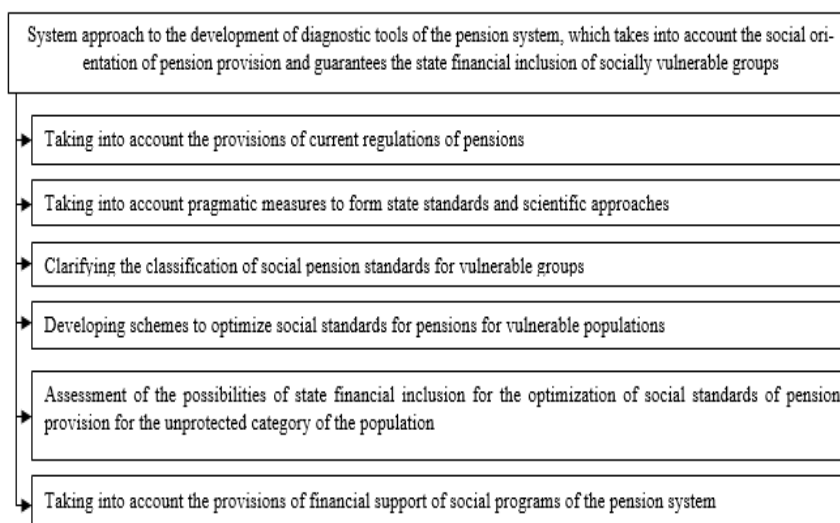 System approach to the development of diagnostic tools of the pension system, which takes into account the social ori-
entation of pension provision and guarantees the state financial inclusion of socially vulnerable groups
Taking into account the provisions of current regulations of pensions
Taking into account pragmatic measures to form state standards and scientific approaches
Clarifying the classification of social pension standards for vulnerable groups
Developing schemes to optimize social standards for pensions for vulnerable populations
Assessment of the possibilities of state financial inclusion for the optimization of social standards of pension
provision for the unprotected category of the population
Taking into account the provisions of financial support of social programs of the pension system